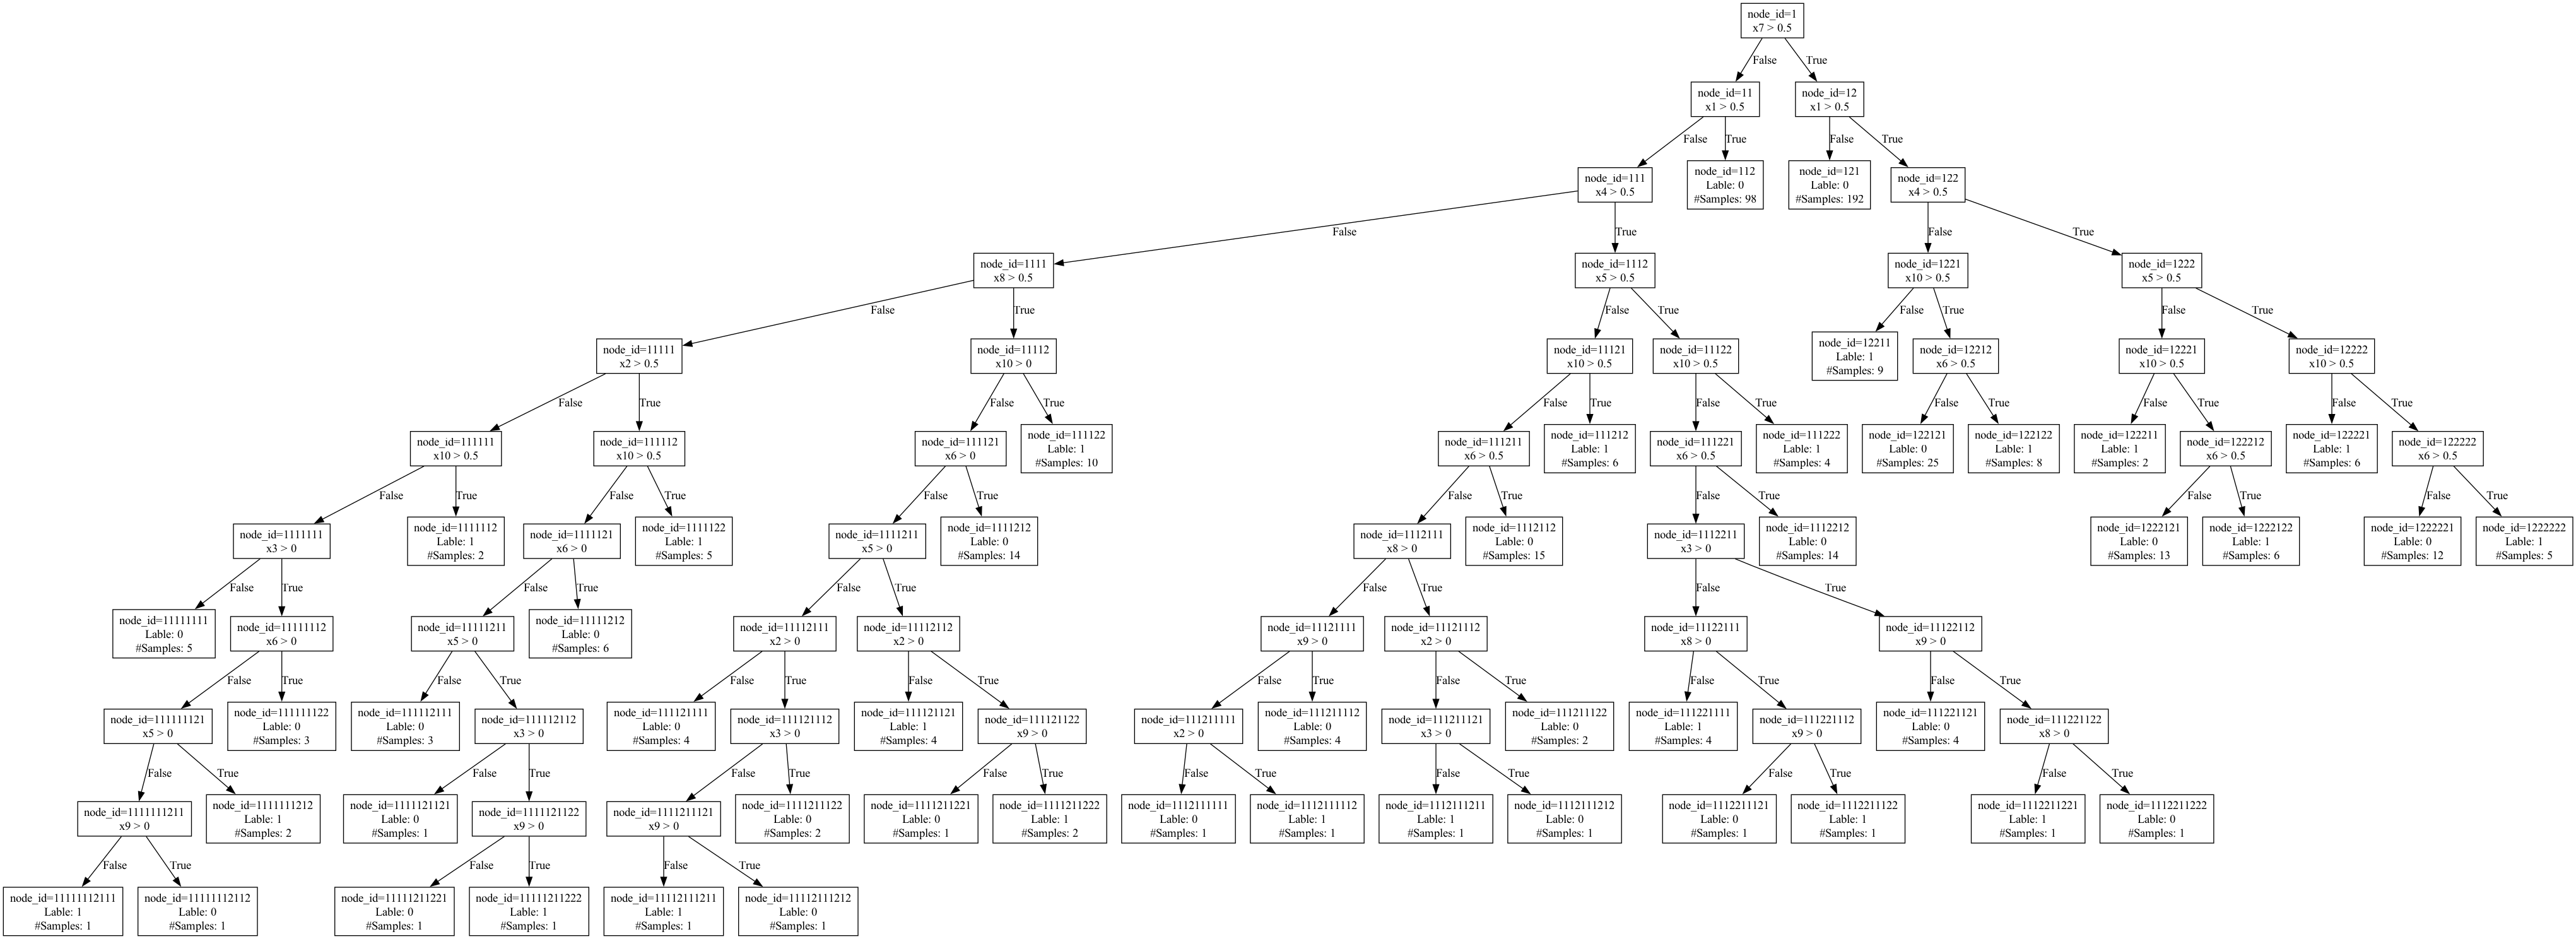 node_id=1
x7 > 0.5
False
True
node_id=11
x1 > 0.5
node_id=12
x1 > 0.5
False
True
False
True
node_id=111
x4 > 0.5
node_id=112
Lable: 0
#Samples: 98
node_id=121
Lable: 0
#Samples: 192
node_id=122
x4 > 0.5
False
True
False
True
node_id=1111
x8 > 0.5
node_id=1112
x5 > 0.5
node_id=1221
x10 > 0.5
node_id=1222
x5 > 0.5
False
True
False
True
False
True
False
True
node_id=11111
x2 > 0.5
node_id=11112
x10 > 0
node_id=11121
x10 > 0.5
node_id=11122
x10 > 0.5
node_id=12211
Lable: 1
#Samples: 9
node_id=12212
x6 > 0.5
node_id=12221
x10 > 0.5
node_id=12222
x10 > 0.5
False
True
False
True
False
True
False
True
False
True
False
True
False
True
node_id=111111
x10 > 0.5
node_id=111112
x10 > 0.5
node_id=111121
x6 > 0
node_id=111122
Lable: 1
#Samples: 10
node_id=111211
x6 > 0.5
node_id=111212
Lable: 1
#Samples: 6
node_id=111221
x6 > 0.5
node_id=111222
Lable: 1
#Samples: 4
node_id=122121
Lable: 0
#Samples: 25
node_id=122122
Lable: 1
#Samples: 8
node_id=122211
Lable: 1
#Samples: 2
node_id=122212
x6 > 0.5
node_id=122221
Lable: 1
#Samples: 6
node_id=122222
x6 > 0.5
False
True
False
True
False
True
False
True
False
True
False
True
False
True
node_id=1111111
x3 > 0
node_id=1111112
Lable: 1
#Samples: 2
node_id=1111121
x6 > 0
node_id=1111122
Lable: 1
#Samples: 5
node_id=1111211
x5 > 0
node_id=1111212
Lable: 0
#Samples: 14
node_id=1112111
x8 > 0
node_id=1112112
Lable: 0
#Samples: 15
node_id=1112211
x3 > 0
node_id=1112212
Lable: 0
#Samples: 14
node_id=1222121
Lable: 0
#Samples: 13
node_id=1222122
Lable: 1
#Samples: 6
node_id=1222221
Lable: 0
#Samples: 12
node_id=1222222
Lable: 1
#Samples: 5
False
True
False
True
False
True
False
True
False
True
node_id=11111111
Lable: 0
#Samples: 5
node_id=11111112
x6 > 0
node_id=11111211
x5 > 0
node_id=11111212
Lable: 0
#Samples: 6
node_id=11112111
x2 > 0
node_id=11112112
x2 > 0
node_id=11121111
x9 > 0
node_id=11121112
x2 > 0
node_id=11122111
x8 > 0
node_id=11122112
x9 > 0
False
True
False
True
False
True
False
True
False
True
False
True
False
True
False
True
node_id=111111121
x5 > 0
node_id=111111122
Lable: 0
#Samples: 3
node_id=111112111
Lable: 0
#Samples: 3
node_id=111112112
x3 > 0
node_id=111121111
Lable: 0
#Samples: 4
node_id=111121112
x3 > 0
node_id=111121121
Lable: 1
#Samples: 4
node_id=111121122
x9 > 0
node_id=111211111
x2 > 0
node_id=111211112
Lable: 0
#Samples: 4
node_id=111211121
x3 > 0
node_id=111211122
Lable: 0
#Samples: 2
node_id=111221111
Lable: 1
#Samples: 4
node_id=111221112
x9 > 0
node_id=111221121
Lable: 0
#Samples: 4
node_id=111221122
x8 > 0
False
True
False
True
False
True
False
True
False
True
False
True
False
True
False
True
node_id=1111111211
x9 > 0
node_id=1111111212
Lable: 1
#Samples: 2
node_id=1111121121
Lable: 0
#Samples: 1
node_id=1111121122
x9 > 0
node_id=1111211121
x9 > 0
node_id=1111211122
Lable: 0
#Samples: 2
node_id=1111211221
Lable: 0
#Samples: 1
node_id=1111211222
Lable: 1
#Samples: 2
node_id=1112111111
Lable: 0
#Samples: 1
node_id=1112111112
Lable: 1
#Samples: 1
node_id=1112111211
Lable: 1
#Samples: 1
node_id=1112111212
Lable: 0
#Samples: 1
node_id=1112211121
Lable: 0
#Samples: 1
node_id=1112211122
Lable: 1
#Samples: 1
node_id=1112211221
Lable: 1
#Samples: 1
node_id=1112211222
Lable: 0
#Samples: 1
False
True
False
True
False
True
node_id=11111112111
Lable: 1
#Samples: 1
node_id=11111112112
Lable: 0
#Samples: 1
node_id=11111211221
Lable: 0
#Samples: 1
node_id=11111211222
Lable: 1
#Samples: 1
node_id=11112111211
Lable: 1
#Samples: 1
node_id=11112111212
Lable: 0
#Samples: 1